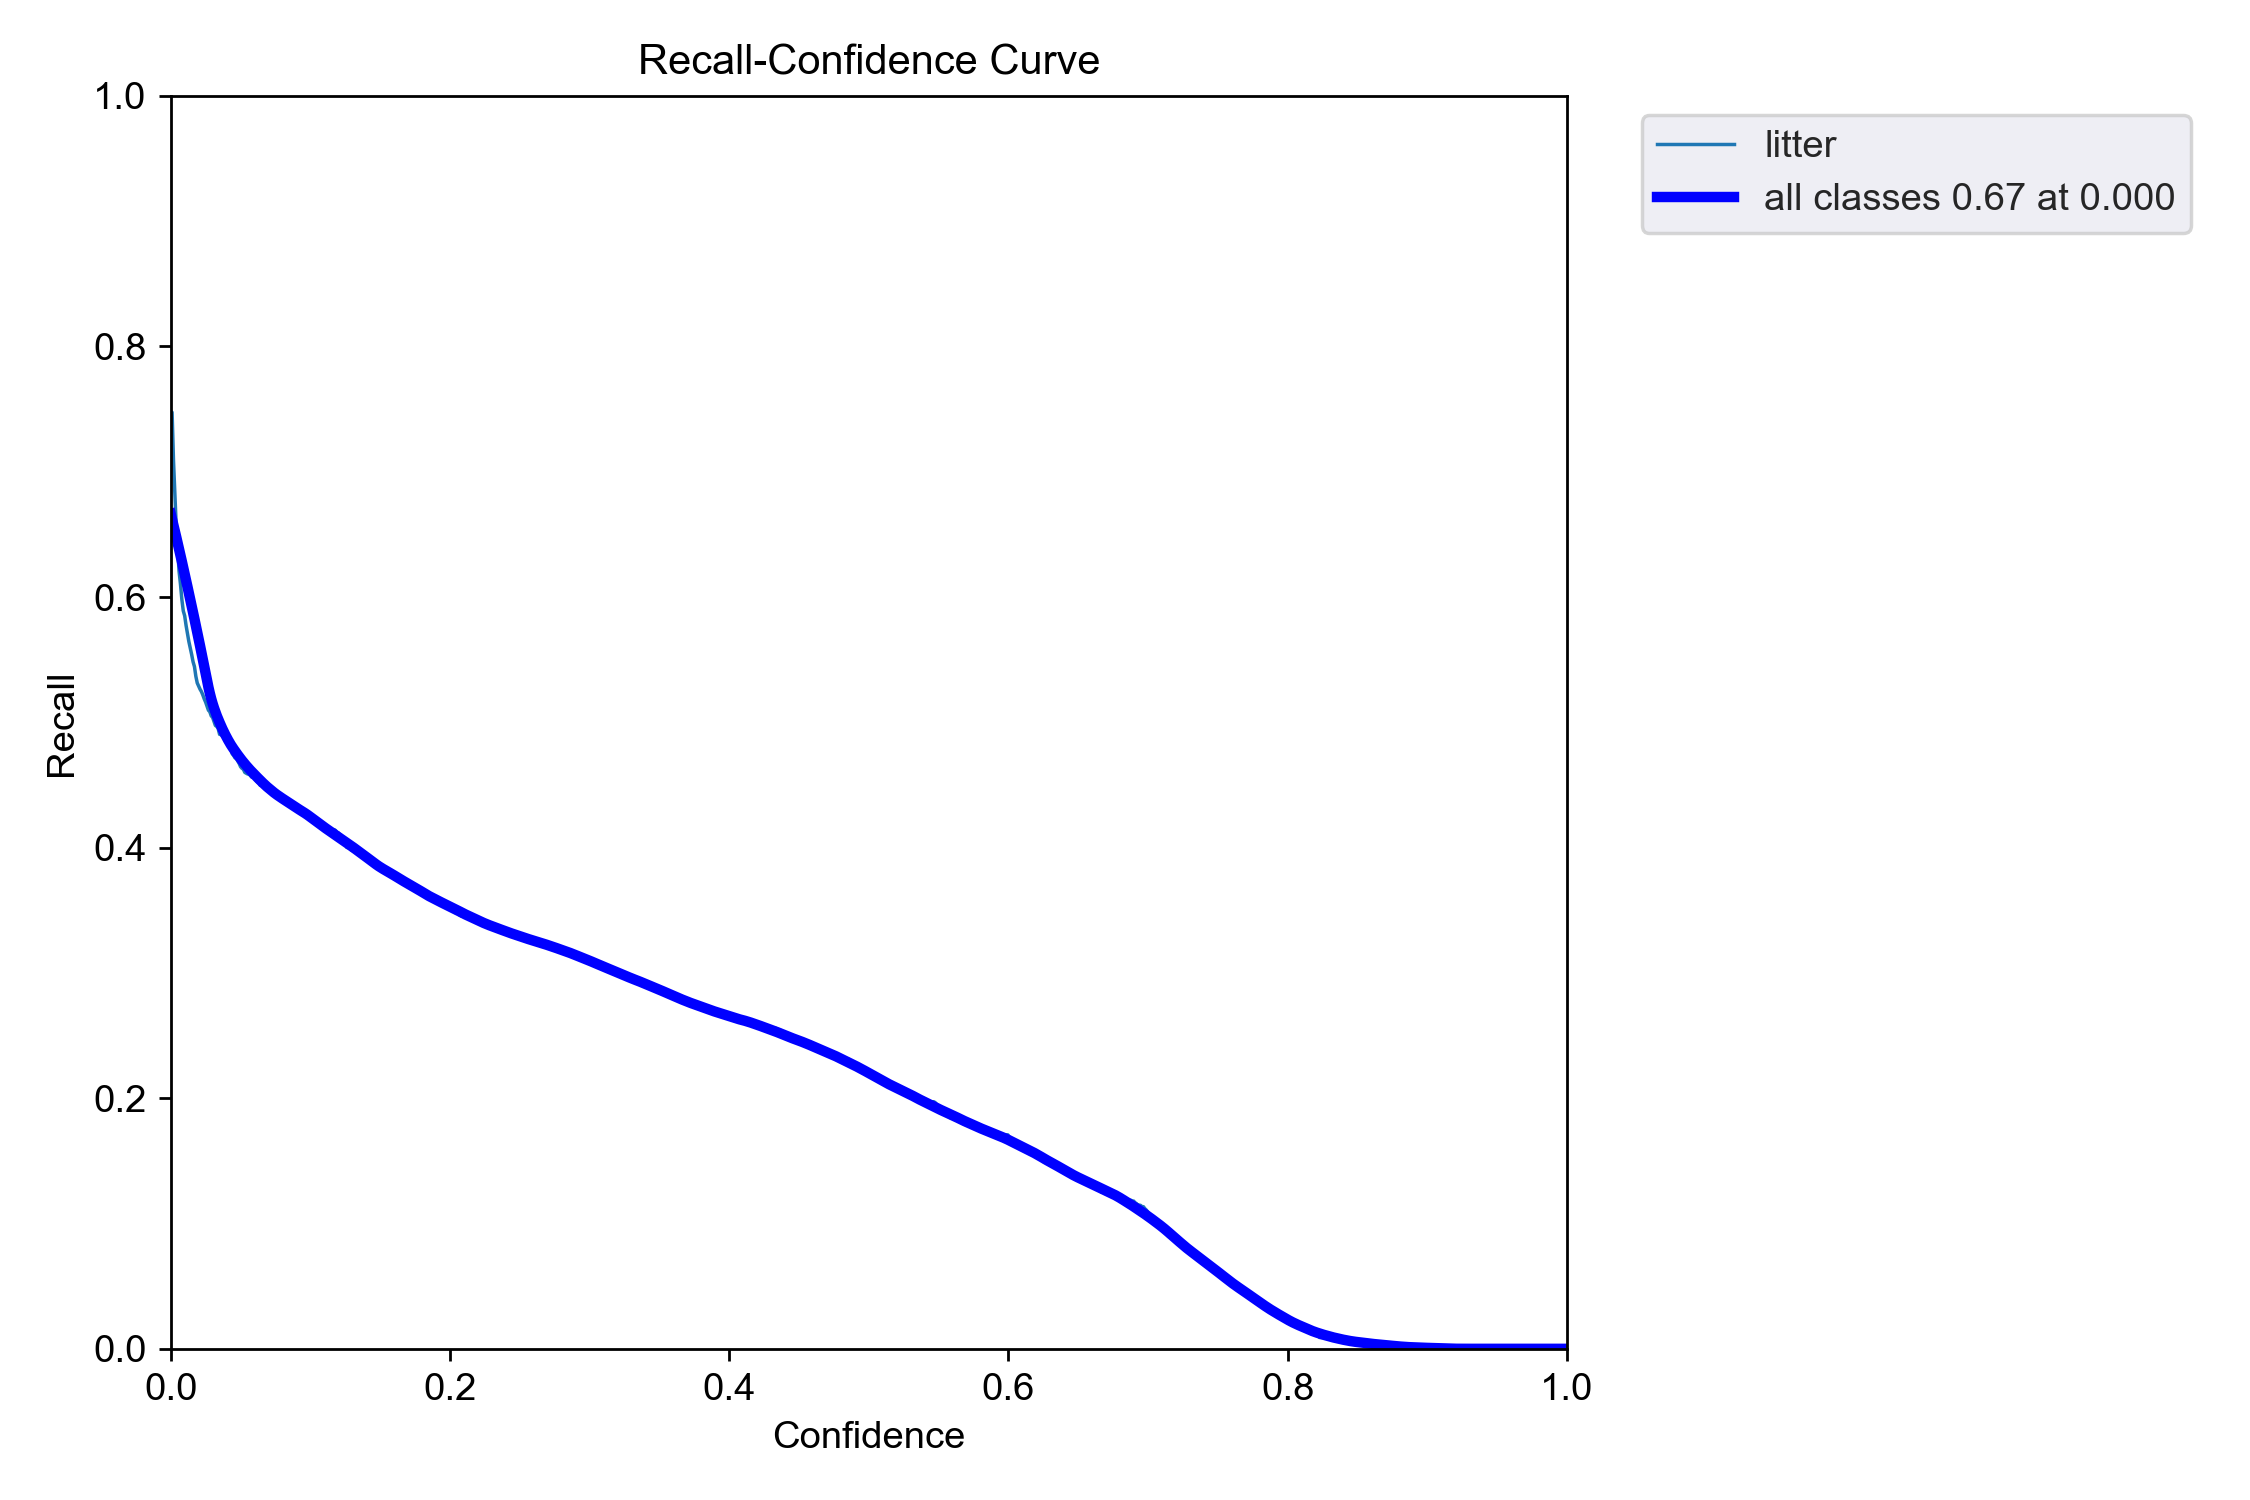 Recall-Confidence Curve
litter
all classes 0.67 at 0.000
1.0
0.8
0.6
0.4
0.2
0.0
Recall
0.0 0.2 0.4 0.6 0.8 1.0
Confidence